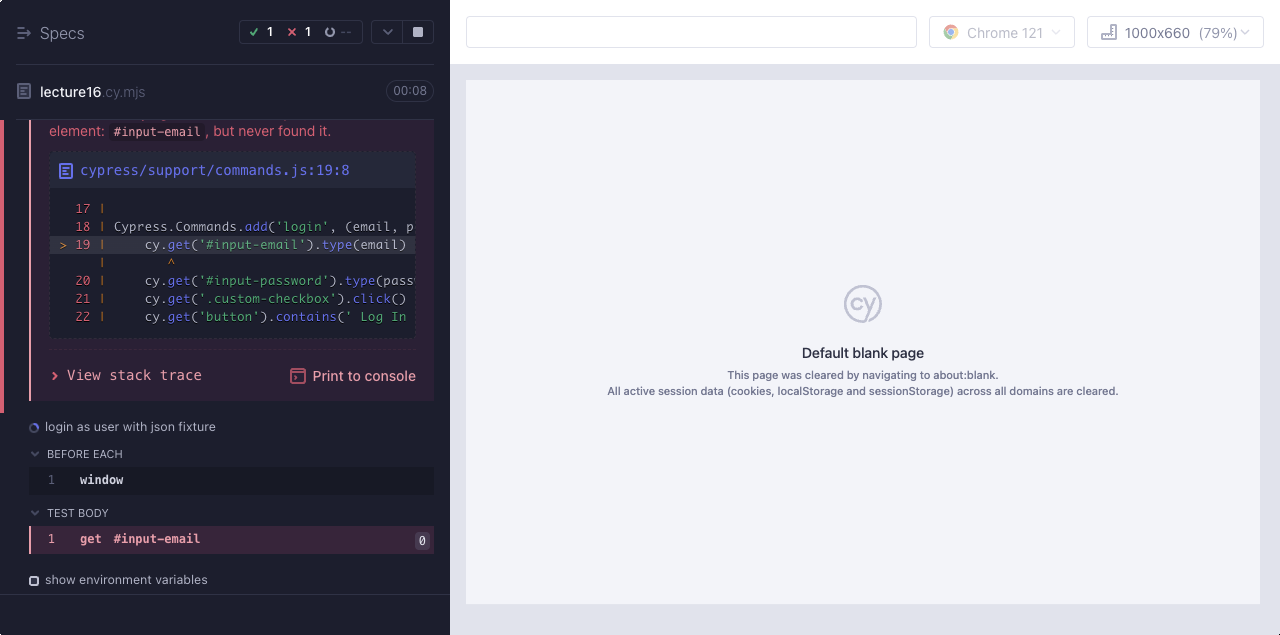 Specs
1 1 --
Chrome 121
1000x660 (79%)
lecture16.cy.mjs
00:08
element: #input-email, but never found it.
cypress/support/commands.js:19:8
17 |
18 | Cypress.Commands.add('login', (email, p
> 19 | cy.get('#input-email').type(email)
| ^
20 | cy.get('#input-password').type(pass
21 | cy.get('.custom-checkbox').click()
22 | cy.get('button').contains(' Log In
View stack trace
Print to console
login as user with json fixture
BEFORE EACH
1 window
TEST BODY
1 get #input-email 0
show environment variables
cy
Default blank page
This page was cleared by navigating to about:blank.
All active session data (cookies, localStorage and sessionStorage) across all domains are cleared.